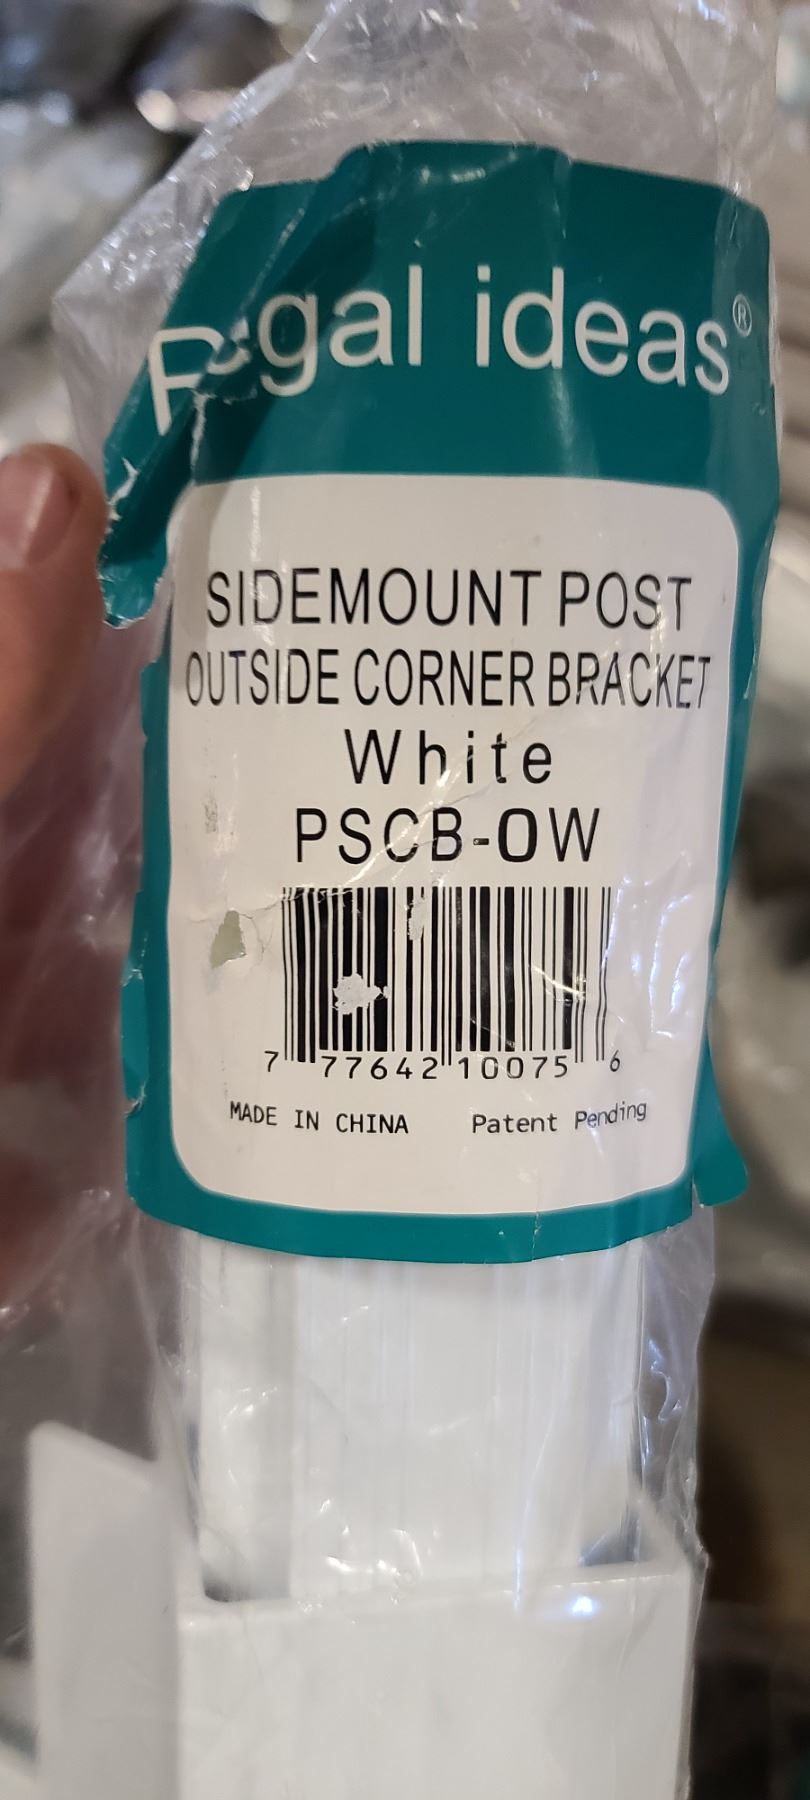 Regal ideas®
SIDEMOUNT POST
OUTSIDE CORNER BRACKET
White
PSCB-OW
7 77642 10075 6
MADE IN CHINA Patent Pending